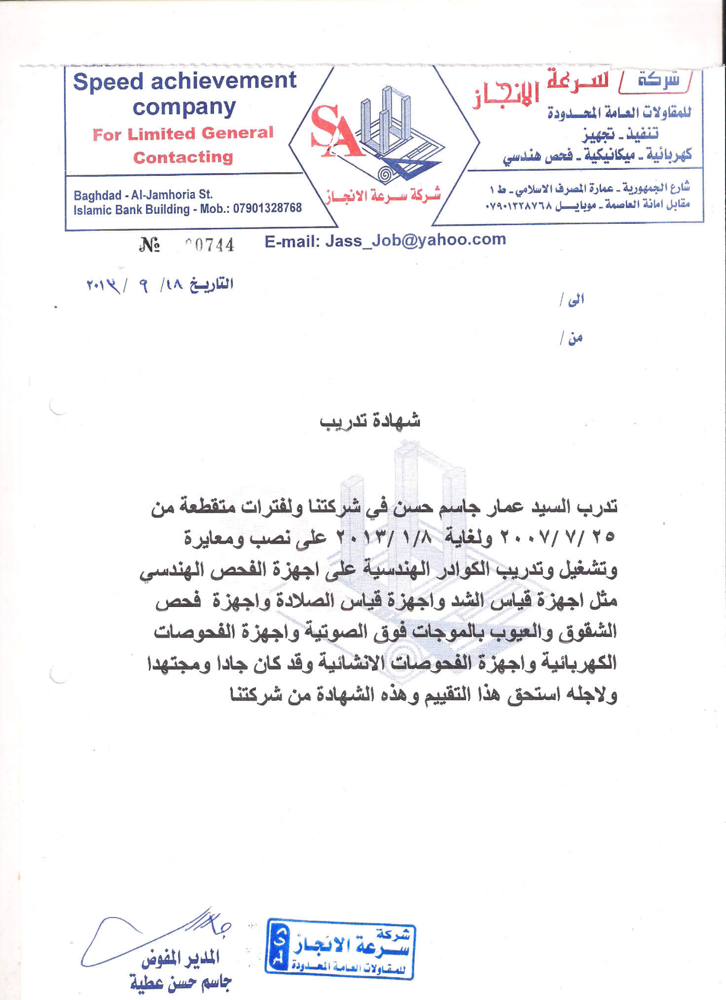 Speed achievement
company
For Limited General
Contacting
Baghdad - Al-Jamhoria St.
Islamic Bank Building - Mob.: 07901328768
SA
شركة سرعة الانجاز
شركة سرعة الانجاز
للمقاولات العامة المحدودة
تنفيذ - تجهيز
كهربائية - ميكانيكية - فحص هندسي
شارع الجمهورية - عمارة المصرف الاسلامي - ط ١
مقابل امانة العاصمة - موبايل ٠٧٩٠١٣٢٨٧٦٨
№ 00744
E-mail: Jass_Job@yahoo.com
التاريخ ١٨/ ٩ / ٢٠١٣
الى /
من /
شهادة تدريب
تدرب السيد عمار جاسم حسن في شركتنا ولفترات متقطعة من
٢٥ /٧ /٢٠٠٧ ولغاية ٨/١ /٢٠١٣ على نصب ومعايرة
وتشغيل وتدريب الكوادر الهندسية على اجهزة الفحص الهندسي
مثل اجهزة قياس الشد واجهزة قياس الصلادة واجهزة فحص
الشقوق والعيوب بالموجات فوق الصوتية واجهزة الفحوصات
الكهربائية واجهزة الفحوصات الانشائية وقد كان جادا ومجتهدا
ولاجله استحق هذا التقييم وهذه الشهادة من شركتنا
المدير المفوض
جاسم حسن عطية
شركة
سرعة الانجاز
للمقاولات العامة المحدودة